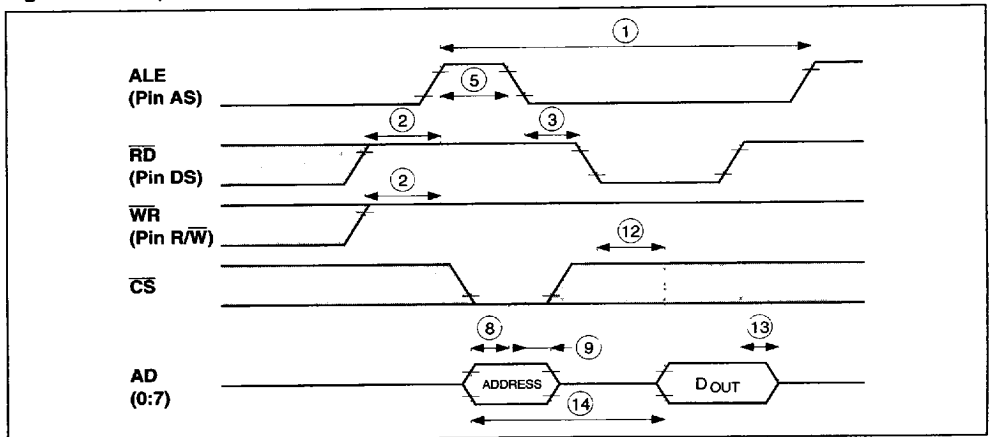 ①
ALE
⑤
(Pin AS)
② ③
RD
(Pin DS)
②
WR
(Pin R/W)
⑫
CS
⑧ ⑨ ⑬
AD ADDRESS D OUT
(0:7)
⑭